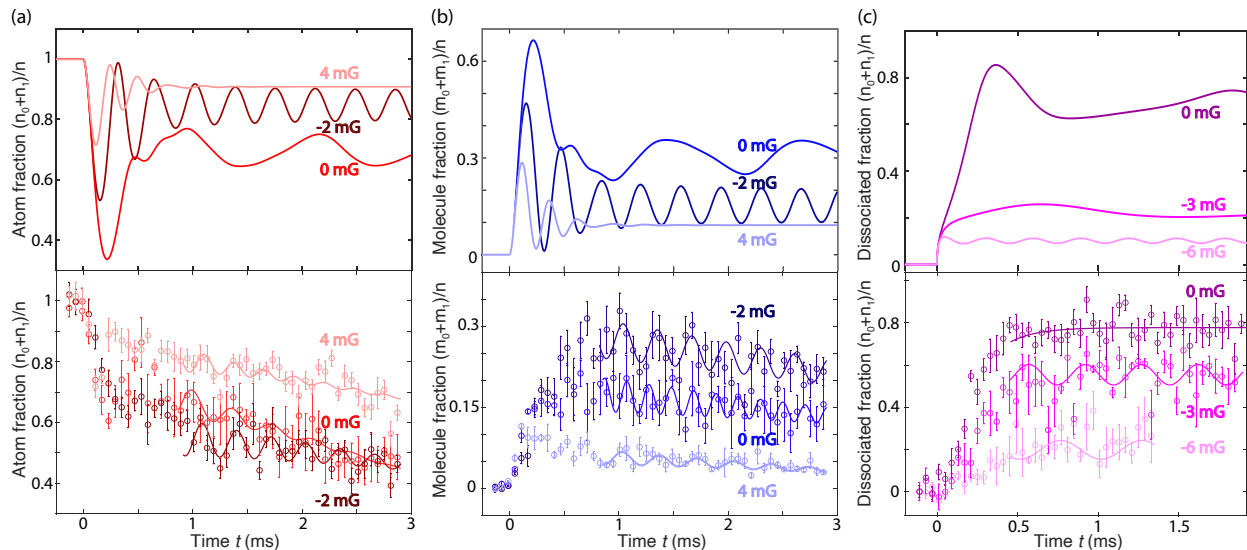 (a)
Atom fraction (n₀+n₁)/n
1
0.8
0.6
0.4
4 mG
-2 mG
0 mG
Atom fraction (n₀+n₁)/n
1
0.8
0.6
0.4
4 mG
0 mG
-2 mG
0 1 2 3
Time t (ms)
(b)
Molecule fraction (m₀+m₁)/n
0.6
0.3
0
0 mG
-2 mG
4 mG
Molecule fraction (m₀+m₁)/n
0.3
0.15
0
-2 mG
0 mG
4 mG
0 1 2 3
Time t (ms)
(c)
Dissociated fraction (n₀+n₁)/n
0.8
0.4
0
0 mG
-3 mG
-6 mG
Dissociated fraction (n₀+n₁)/n
0.8
0.4
0
0 mG
-3 mG
-6 mG
0 0.5 1 1.5
Time t (ms)